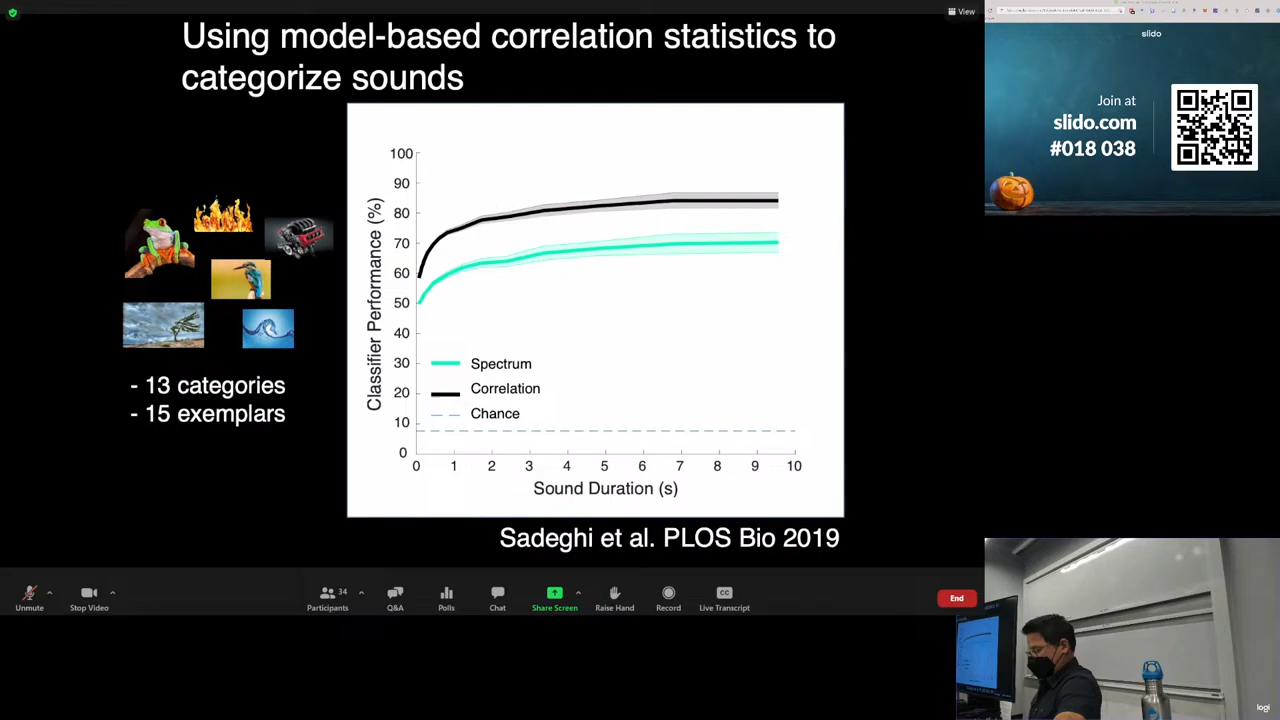 View
Using model-based correlation statistics to
categorize sounds
- 13 categories
- 15 exemplars
Classifier Performance (%)
100
90
80
70
60
50
40
30
20
10
0
Spectrum
Correlation
Chance
0 1 2 3 4 5 6 7 8 9 10
Sound Duration (s)
Sadeghi et al. PLOS Bio 2019
Unmute
Stop Video
34
Participants
Q&A
Polls
Chat
Share Screen
Raise Hand
Record
CC
Live Transcript
End
slido
Join at
slido.com
#018 038
logi